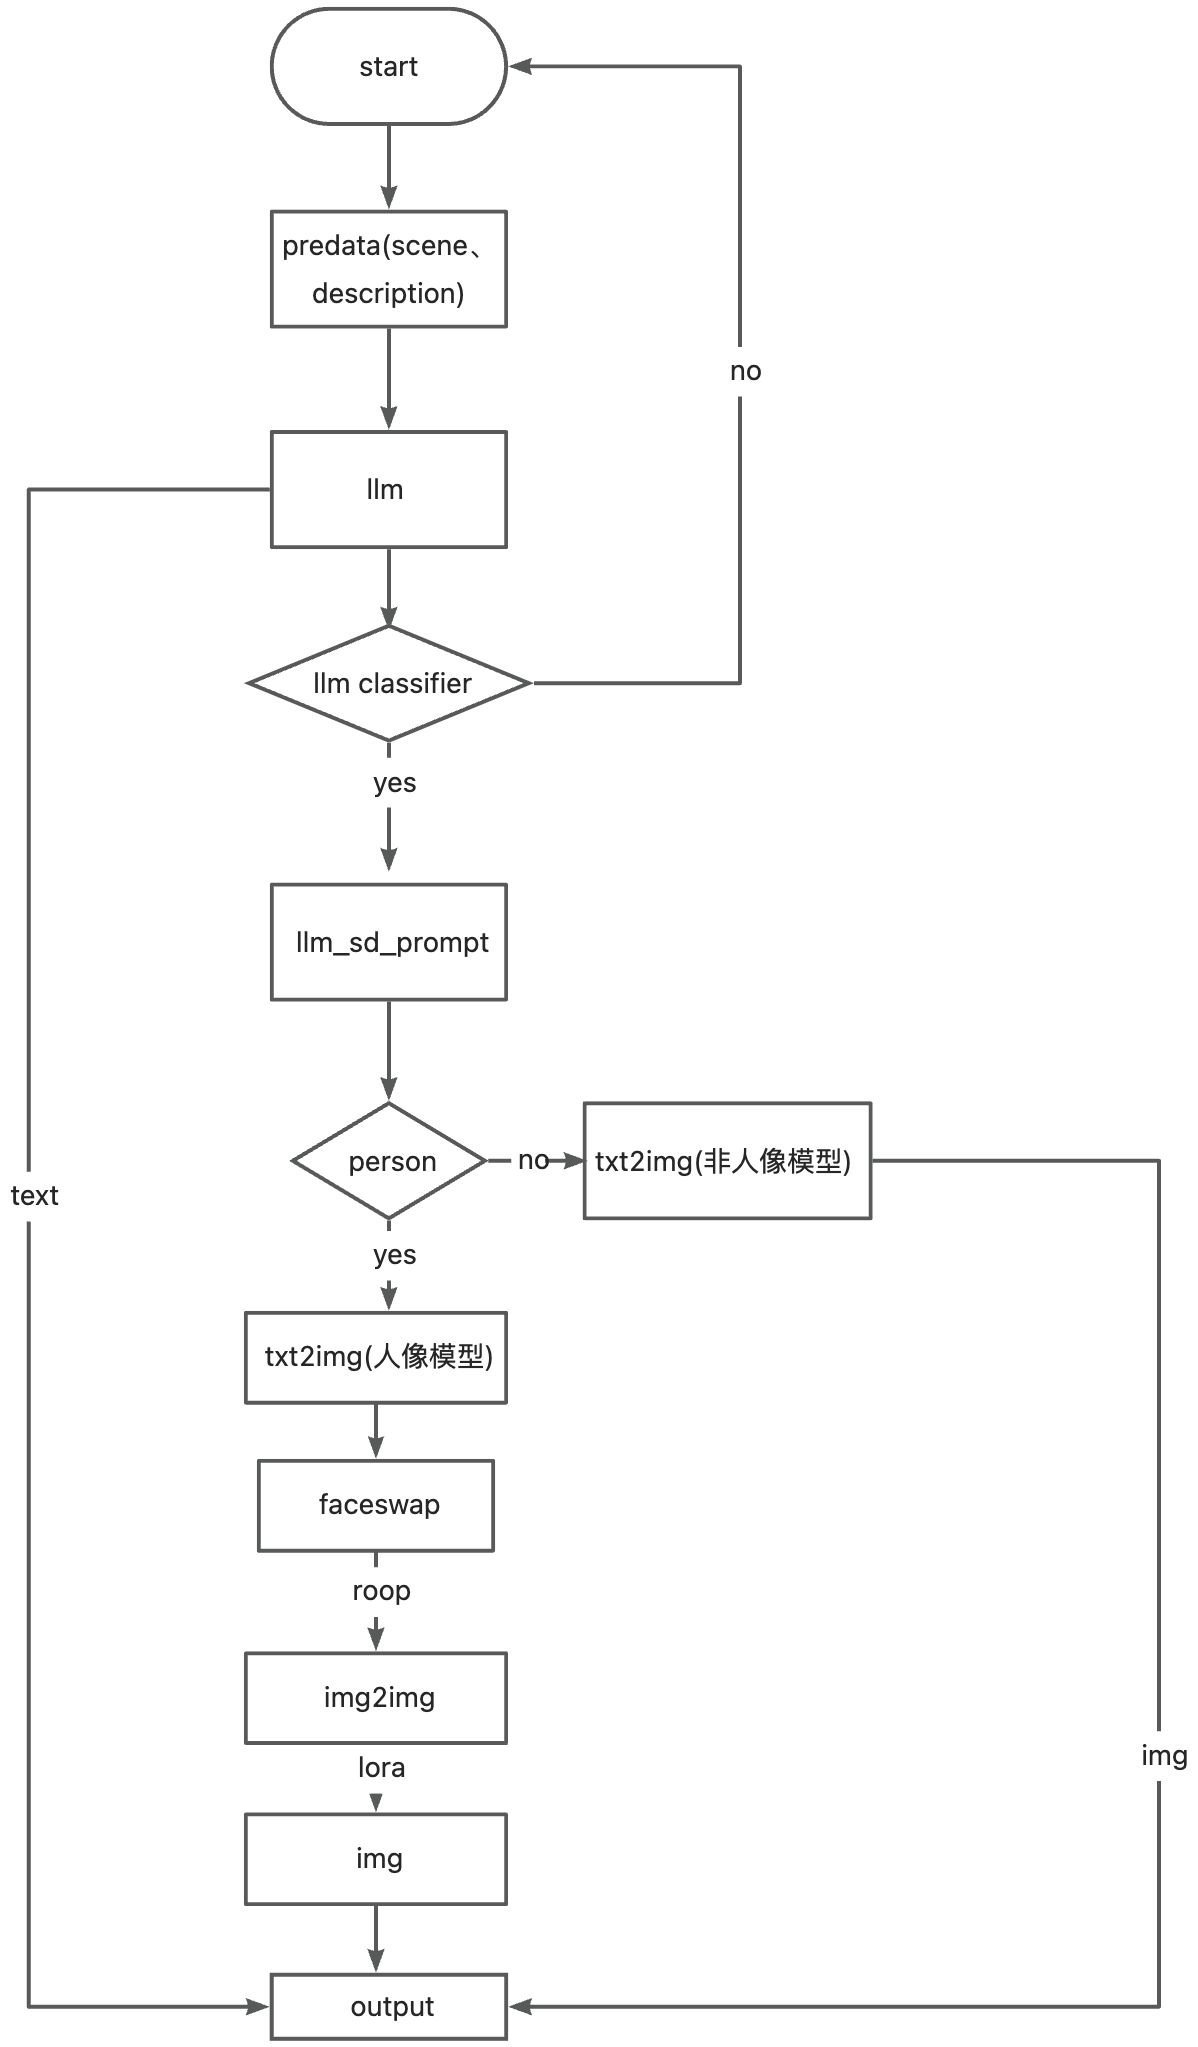 start
predata(scene、
description)
no
llm
llm classifier
yes
llm_sd_prompt
person
no
txt2img(非人像模型)
text
yes
txt2img(人像模型)
faceswap
roop
img2img
img
lora
img
output